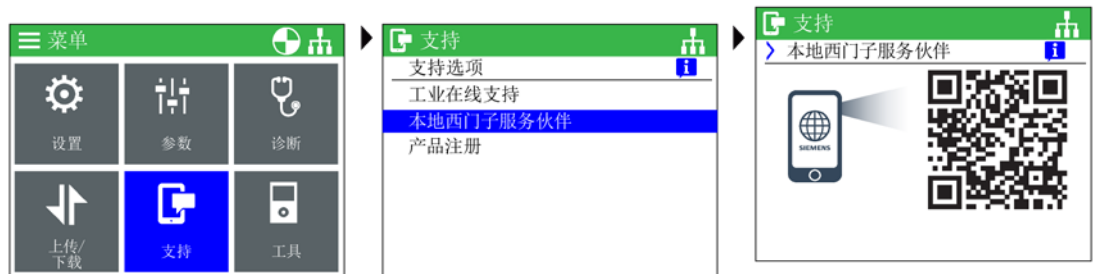 菜单
设置
参数
诊断
上传/
下载
支持
工具
支持
支持选项
i
工业在线支持
本地西门子服务伙伴
产品注册
支持
本地西门子服务伙伴
i
SIEMENS